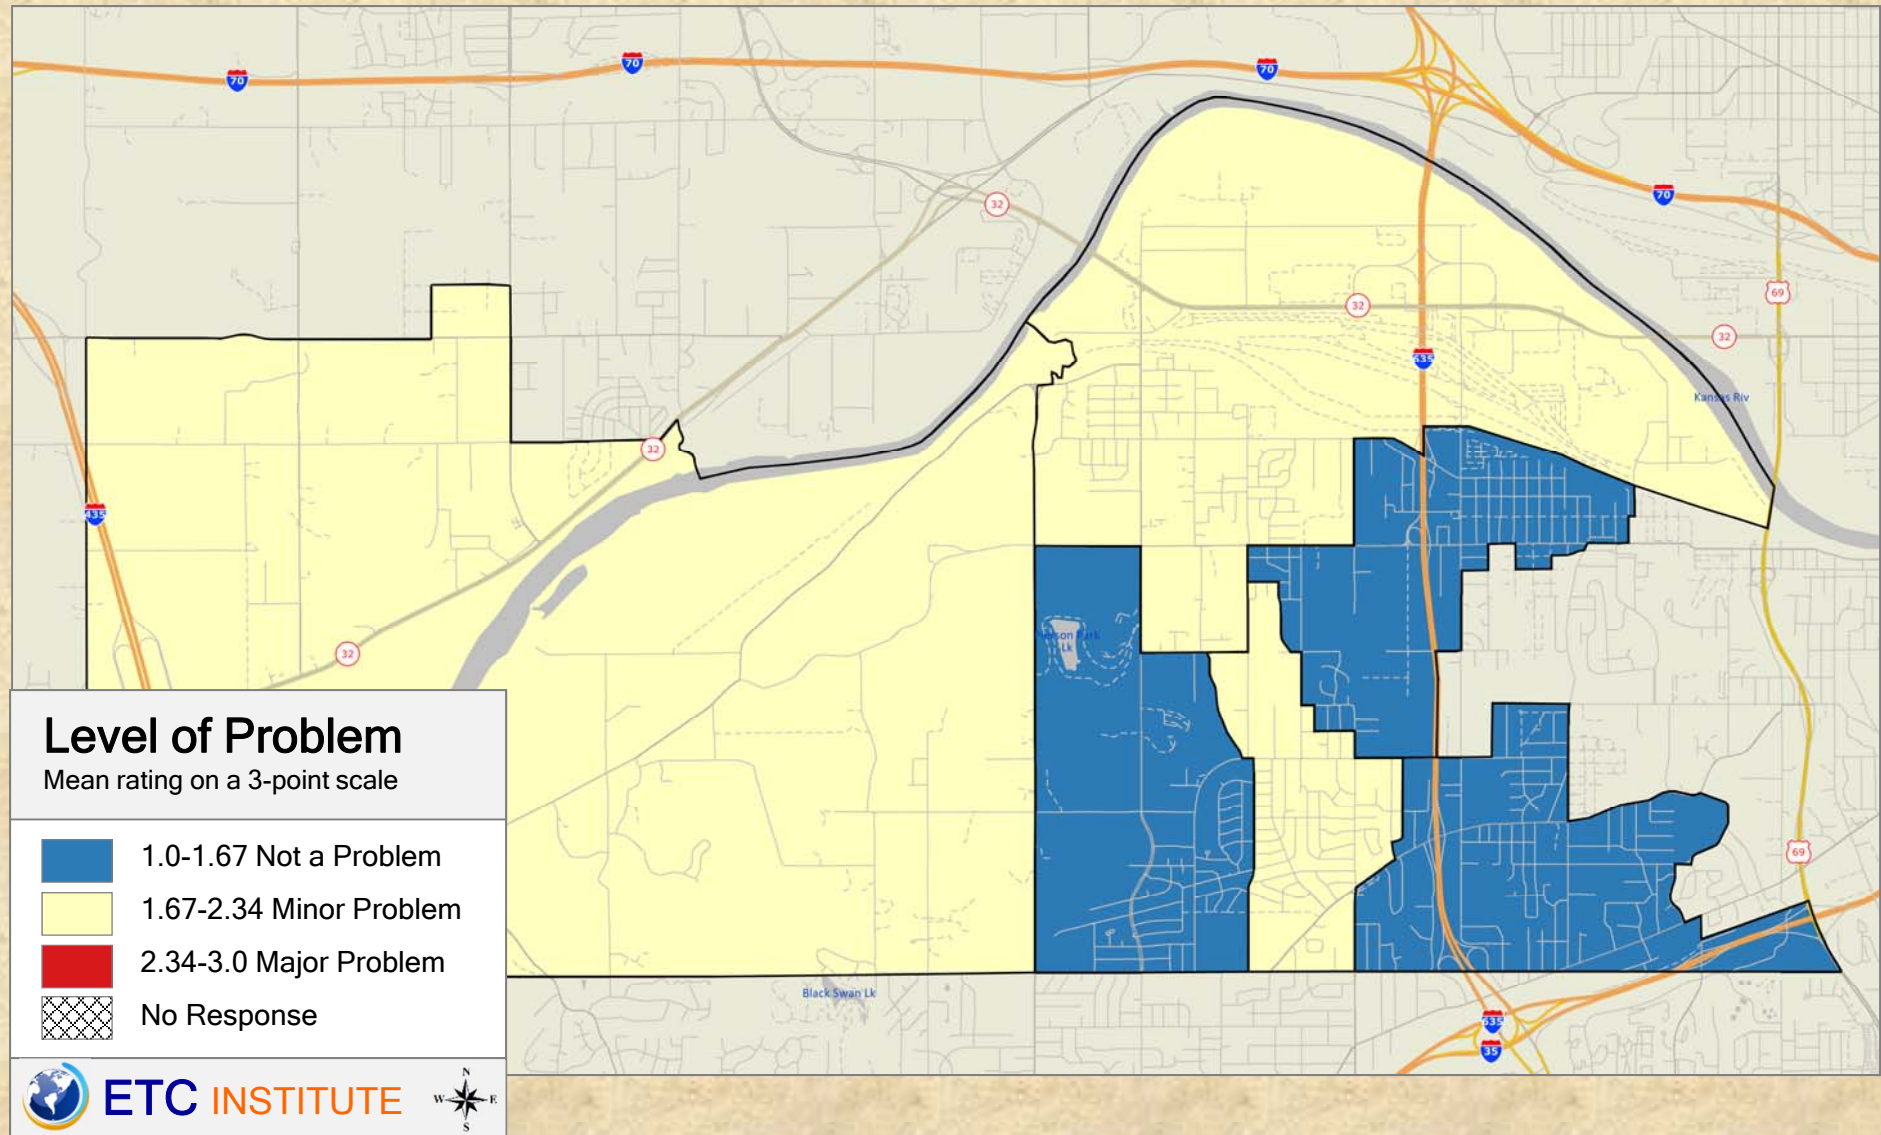 70
70
70
70
32
69
32
32
635
Kansas Riv
32
435
32
Lk
Level of Problem
Mean rating on a 3-point scale
1.0-1.67 Not a Problem
1.67-2.34 Minor Problem
2.34-3.0 Major Problem
No Response
69
Black Swan Lk
635
35
ETC INSTITUTE
N
W E
S